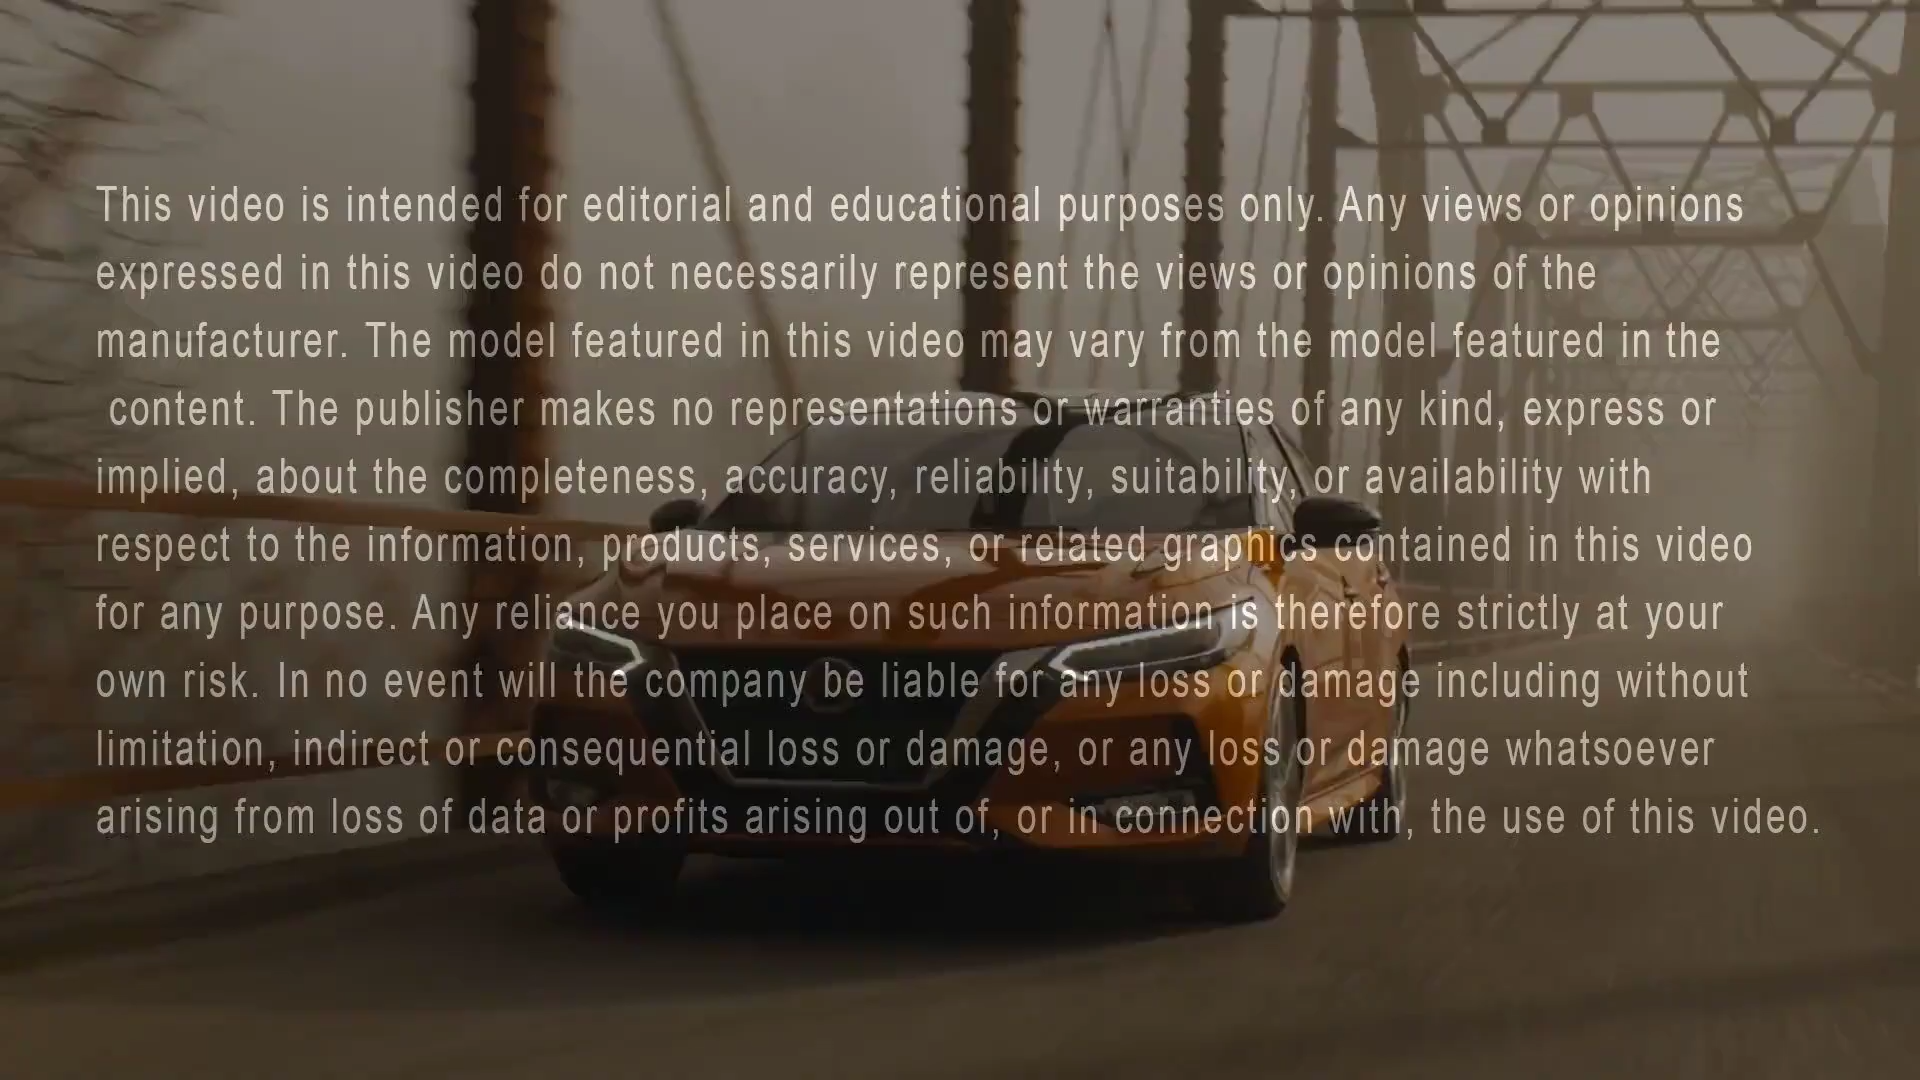 This video is intended for editorial and educational purposes only. Any views or opinions
expressed in this video do not necessarily represent the views or opinions of the
manufacturer. The model featured in this video may vary from the model featured in the
content. The publisher makes no representations or warranties of any kind, express or
implied, about the completeness, accuracy, reliability, suitability, or availability with
respect to the information, products, services, or related graphics contained in this video
for any purpose. Any reliance you place on such information is therefore strictly at your
own risk. In no event will the company be liable for any loss or damage including without
limitation, indirect or consequential loss or damage, or any loss or damage whatsoever
arising from loss of data or profits arising out of, or in connection with, the use of this video.